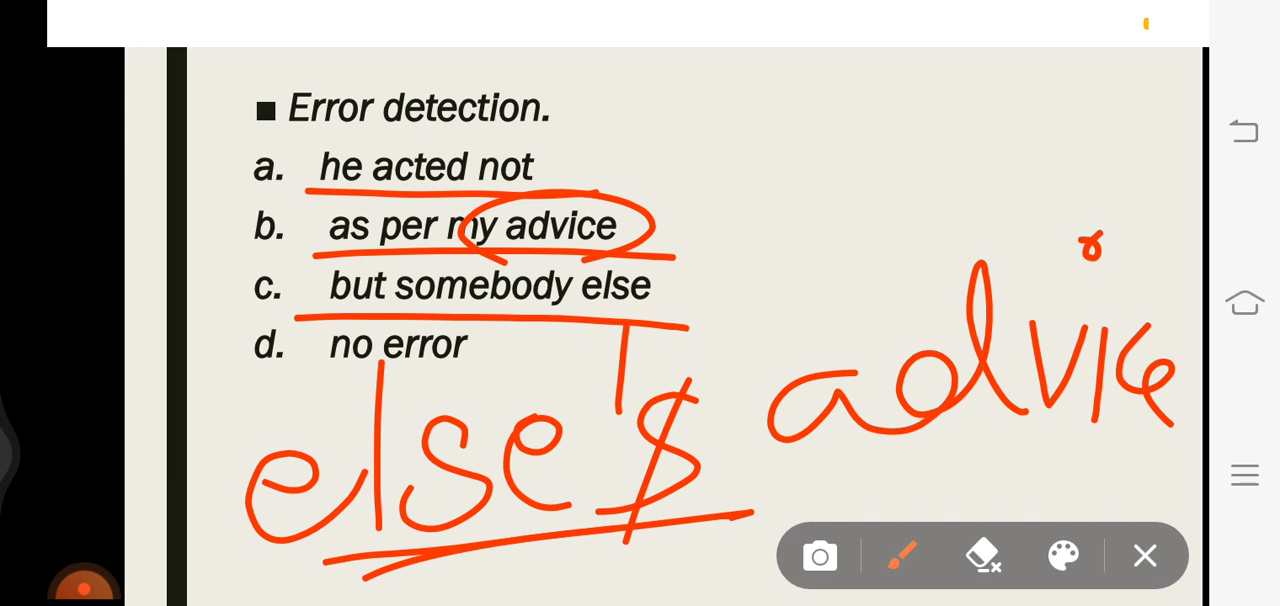 ■ Error detection.
a. he acted not
b. as per my advice
c. but somebody else
d. no error
else's advice